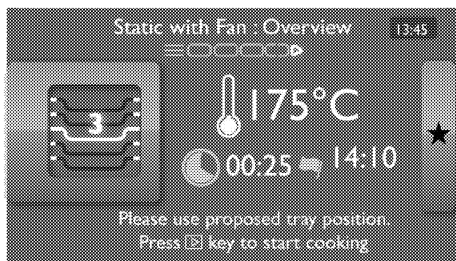 Static with Fan : Overview
13:45
3
175°C
00:25 14:10
Please use proposed tray position.
Press ▷ key to start cooking